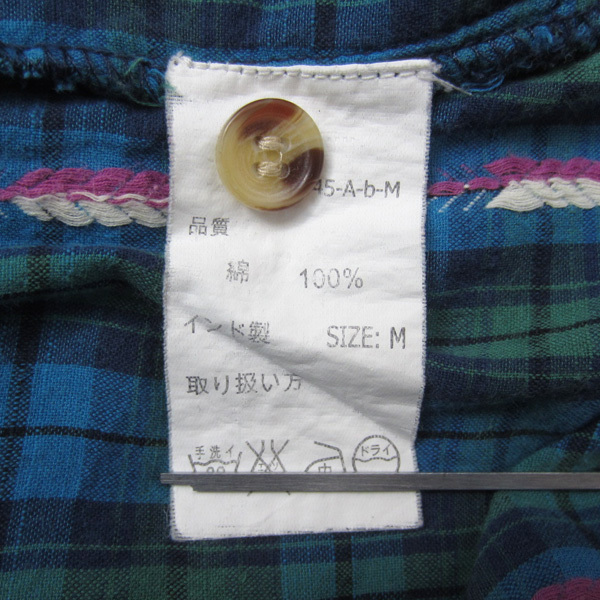 45-A-b-M
品質
綿 100%
インド製 SIZE: M
取り扱い方
手洗イ 中 ドライ